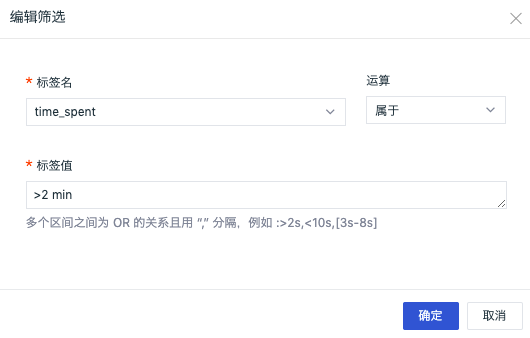 编辑筛选
* 标签名
运算
time_spent
属于
* 标签值
>2 min
多个区间之间为 OR 的关系且用 ”,” 分隔，例如 :>2s,<10s,[3s-8s]
确定
取消